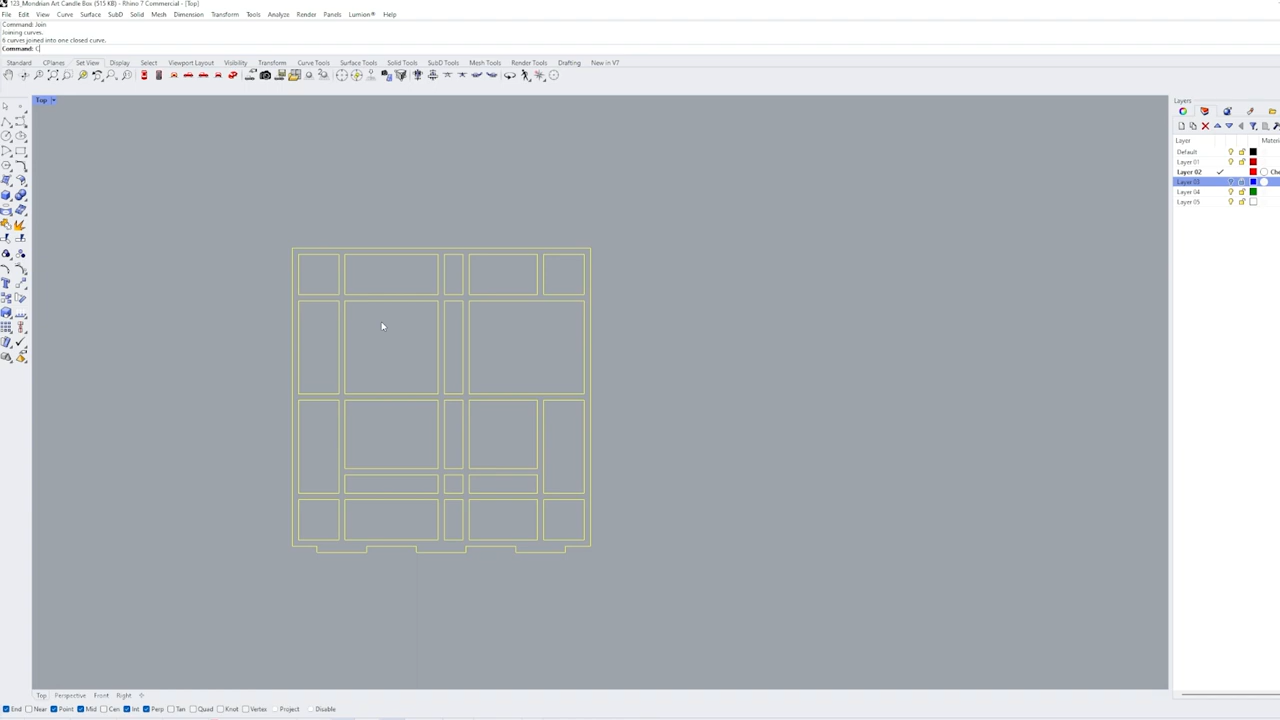 123_Mondrian Art Candle Box (515 KB) - Rhino 7 Commercial - [Top]
File Edit View Curve Surface SubD Solid Mesh Dimension Transform Tools Analyze Render Panels Lumion® Help
Command: Join
Joining curves.
6 curves joined into one closed curve.
Command: C
Standard CPlanes Set View Display Select Viewport Layout Visibility Transform Curve Tools Surface Tools Solid Tools SubD Tools Mesh Tools Render Tools Drafting New in V7
Top
Layers
Layer Materi
Default
Layer 01
Layer 02 Che
Layer 03
Layer 04
Layer 05
Top Perspective Front Right
End Near Point Mid Cen Int Perp Tan Quad Knot Vertex Project Disable